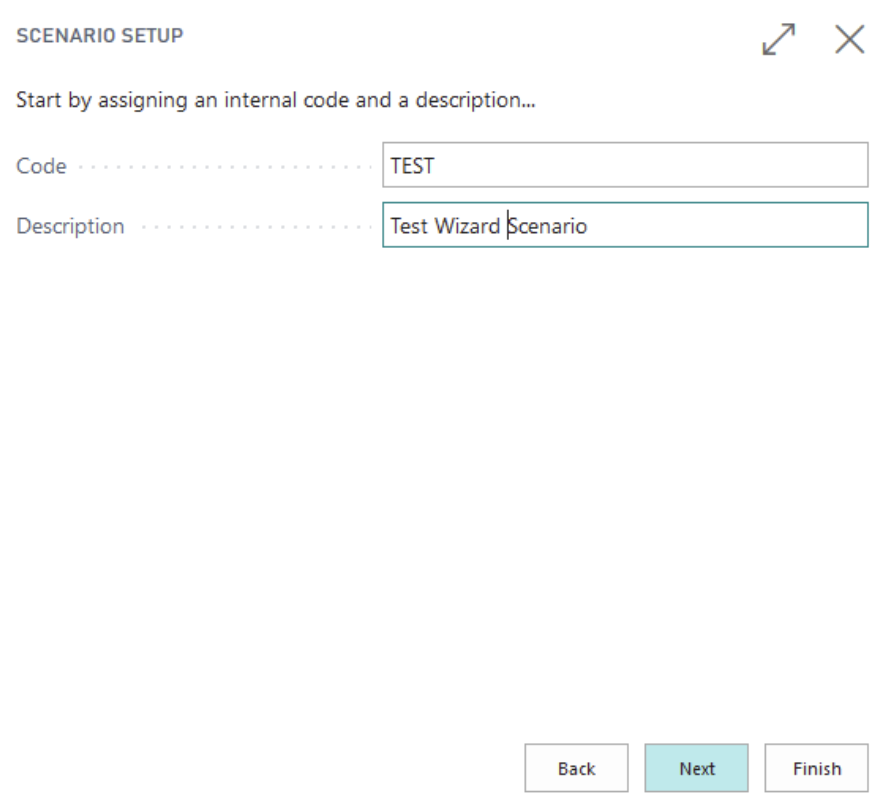 SCENARIO SETUP
Start by assigning an internal code and a description...
Code TEST
Description Test Wizard Scenario
Back Next Finish